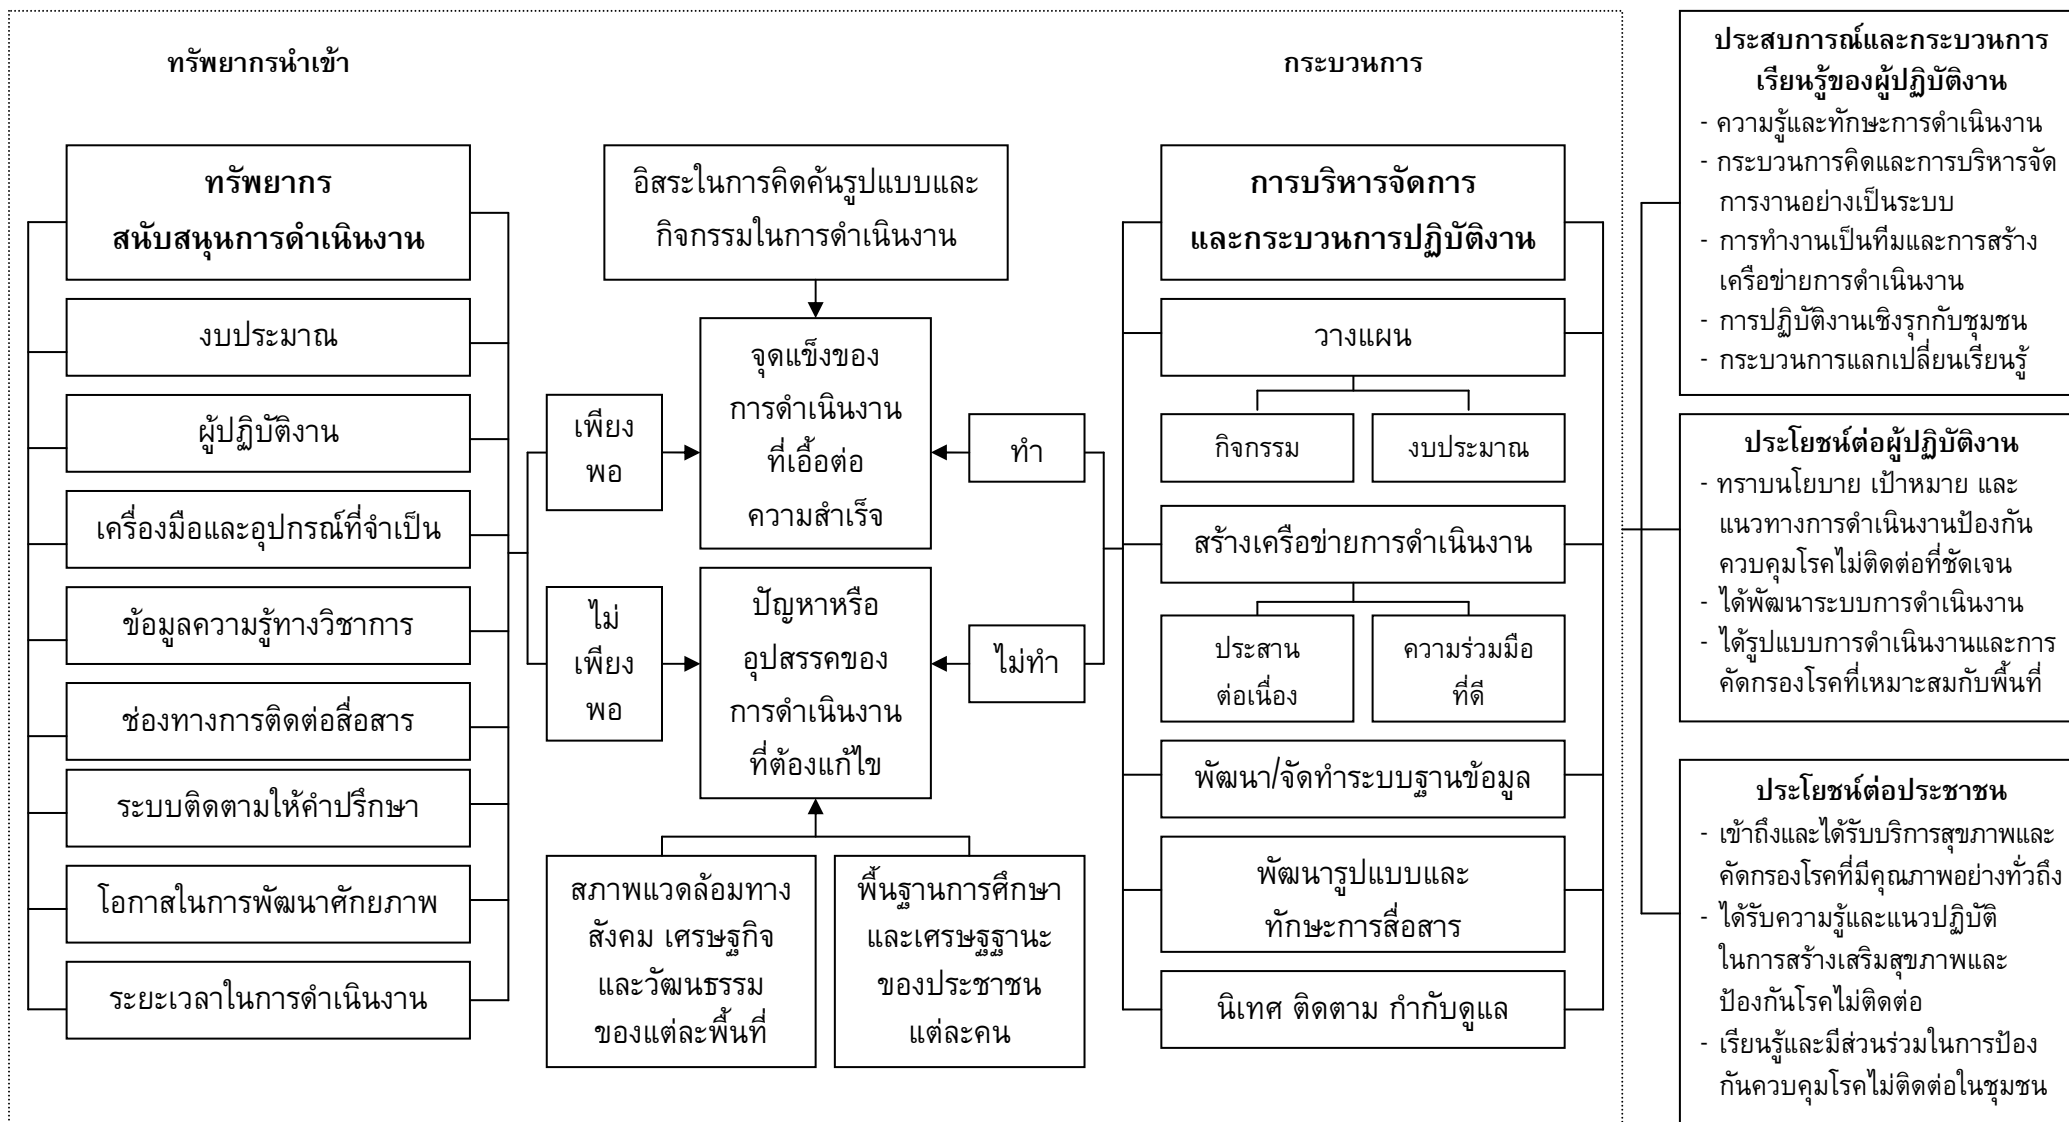 ทรัพยากรนำเข้า
ทรัพยากร
สนับสนุนการดำเนินงาน
งบประมาณ
ผู้ปฏิบัติงาน
เครื่องมือและอุปกรณ์ที่จำเป็น
ข้อมูลความรู้ทางวิชาการ
ช่องทางการติดต่อสื่อสาร
ระบบติดตามให้คำปรึกษา
โอกาสในการพัฒนาศักยภาพ
ระยะเวลาในการดำเนินงาน
เพียง
พอ
ไม่
เพียง
พอ
อิสระในการคิดค้นรูปแบบและ
กิจกรรมในการดำเนินงาน
จุดแข็งของ
การดำเนินงาน
ที่เอื้อต่อ
ความสำเร็จ
ปัญหาหรือ
อุปสรรคของ
การดำเนินงาน
ที่ต้องแก้ไข
สภาพแวดล้อมทาง
สังคม เศรษฐกิจ
และวัฒนธรรม
ของแต่ละพื้นที่
พื้นฐานการศึกษา
และเศรษฐฐานะ
ของประชาชน
แต่ละคน
ทำ
ไม่ทำ
กระบวนการ
การบริหารจัดการ
และกระบวนการปฏิบัติงาน
วางแผน
กิจกรรม
งบประมาณ
สร้างเครือข่ายการดำเนินงาน
ประสาน
ต่อเนื่อง
ความร่วมมือ
ที่ดี
พัฒนา/จัดทำระบบฐานข้อมูล
พัฒนารูปแบบและ
ทักษะการสื่อสาร
นิเทศ ติดตาม กำกับดูแล
ประสบการณ์และกระบวนการ
เรียนรู้ของผู้ปฏิบัติงาน
- ความรู้และทักษะการดำเนินงาน
- กระบวนการคิดและการบริหารจัด
การงานอย่างเป็นระบบ
- การทำงานเป็นทีมและการสร้าง
เครือข่ายการดำเนินงาน
- การปฏิบัติงานเชิงรุกกับชุมชน
- กระบวนการแลกเปลี่ยนเรียนรู้
ประโยชน์ต่อผู้ปฏิบัติงาน
- ทราบนโยบาย เป้าหมาย และ
แนวทางการดำเนินงานป้องกัน
ควบคุมโรคไม่ติดต่อที่ชัดเจน
- ได้พัฒนาระบบการดำเนินงาน
- ได้รูปแบบการดำเนินงานและการ
คัดกรองโรคที่เหมาะสมกับพื้นที่
ประโยชน์ต่อประชาชน
- เข้าถึงและได้รับบริการสุขภาพและ
คัดกรองโรคที่มีคุณภาพอย่างทั่วถึง
- ได้รับความรู้และแนวปฏิบัติ
ในการสร้างเสริมสุขภาพและ
ป้องกันโรคไม่ติดต่อ
- เรียนรู้และมีส่วนร่วมในการป้อง
กันควบคุมโรคไม่ติดต่อในชุมชน